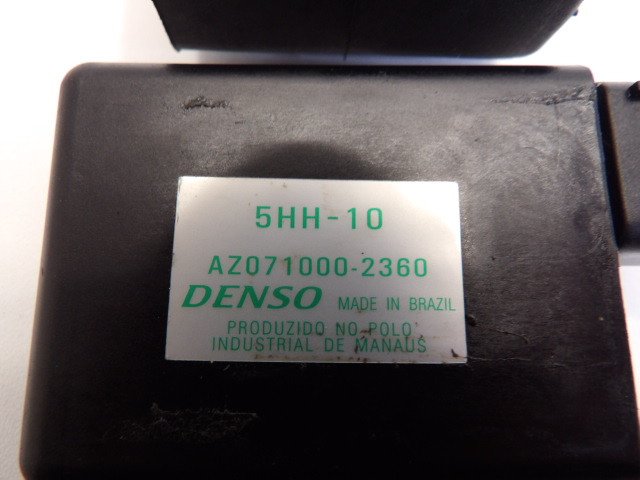 5HH-10
AZ071000-2360
DENSO MADE IN BRAZIL
PRODUZIDO NO POLO
INDUSTRIAL DE MANAUS